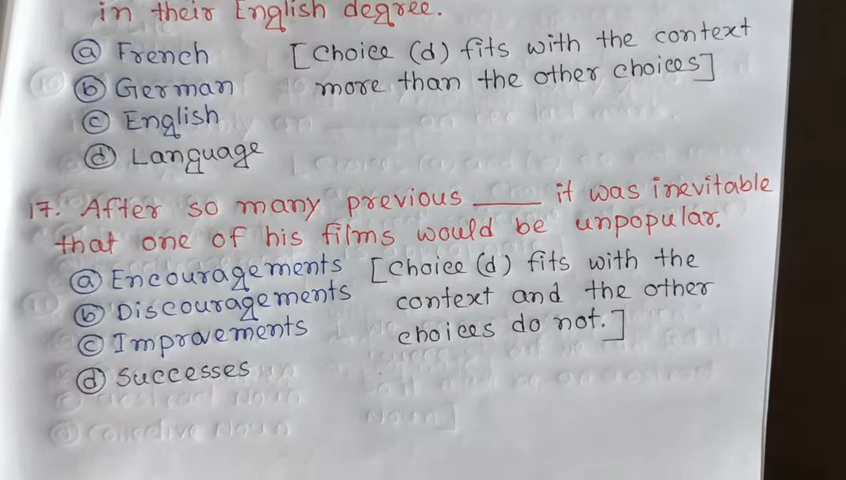 in their English degree.
ⓐ French [Choice (d) fits with the context
ⓑ German more than the other choices]
ⓒ English
ⓓ Language
17. After so many previous ____ it was inevitable
that one of his films would be unpopular.
ⓐ Encouragements [Choice (d) fits with the
ⓑ Discouragements context and the other
ⓒ Improvements choices do not.]
ⓓ Successes